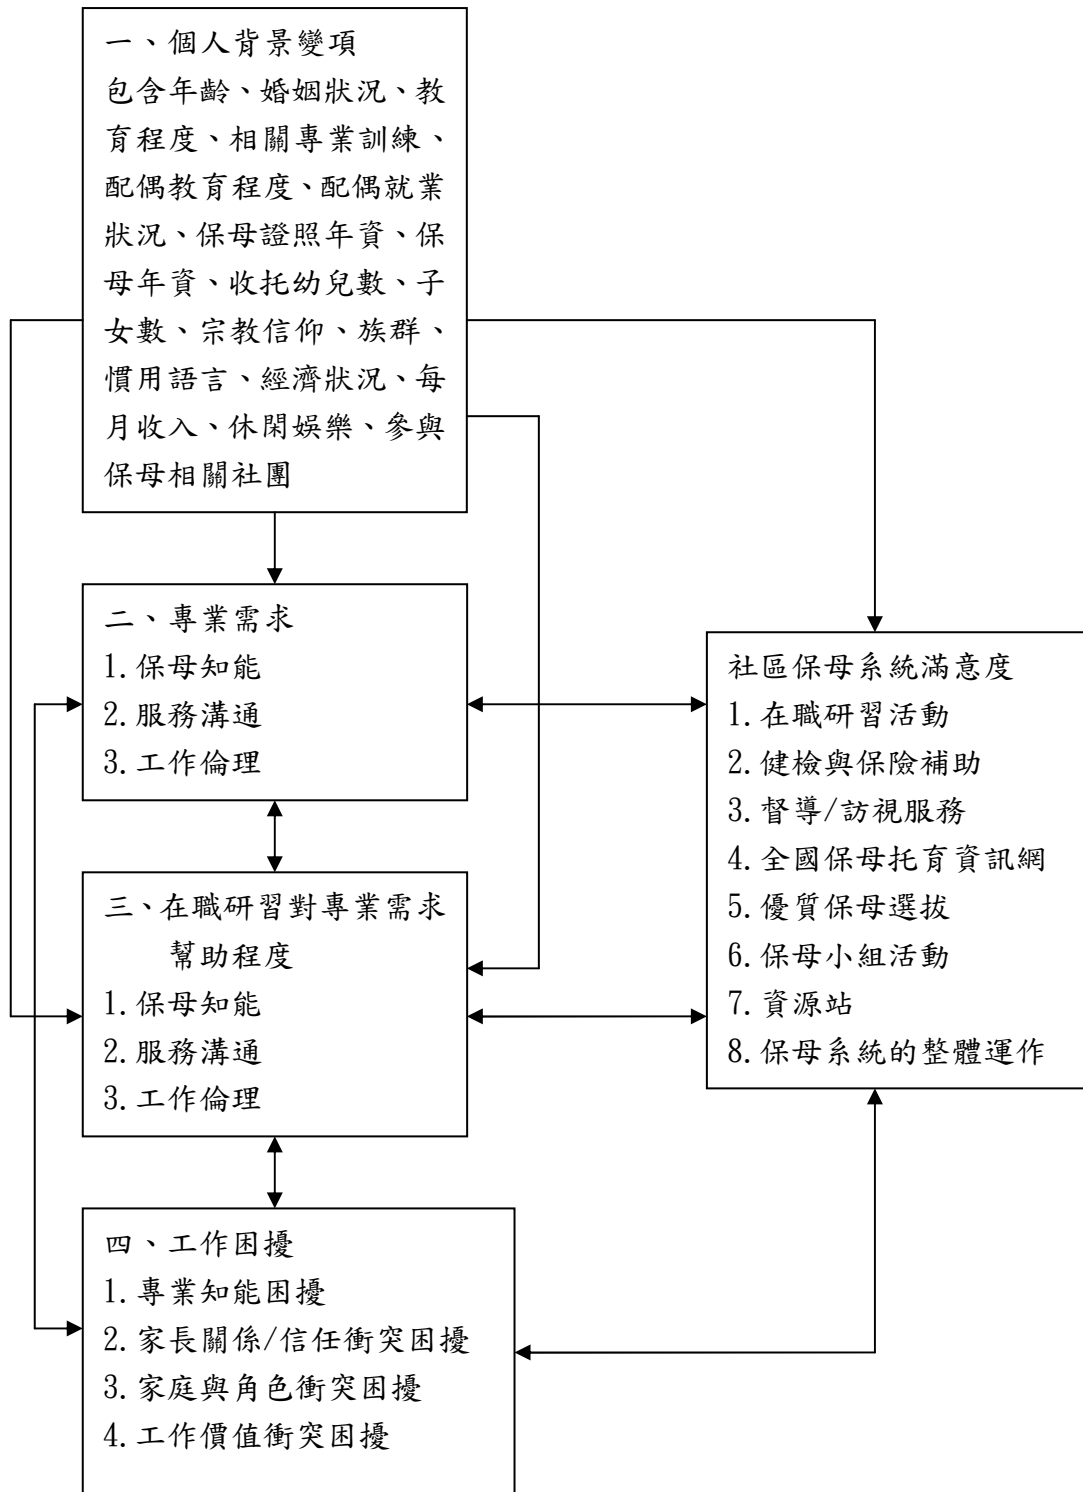 一、個人背景變項
包含年齡、婚姻狀況、教
育程度、相關專業訓練、
配偶教育程度、配偶就業
狀況、保母證照年資、保
母年資、收托幼兒數、子
女數、宗教信仰、族群、
慣用語言、經濟狀況、每
月收入、休閑娛樂、參與
保母相關社團
二、專業需求
1.保母知能
2.服務溝通
3.工作倫理
三、在職研習對專業需求
幫助程度
1.保母知能
2.服務溝通
3.工作倫理
四、工作困擾
1.專業知能困擾
2.家長關係/信任衝突困擾
3.家庭與角色衝突困擾
4.工作價值衝突困擾
社區保母系統滿意度
1.在職研習活動
2.健檢與保險補助
3.督導/訪視服務
4.全國保母托育資訊網
5.優質保母選拔
6.保母小組活動
7.資源站
8.保母系統的整體運作